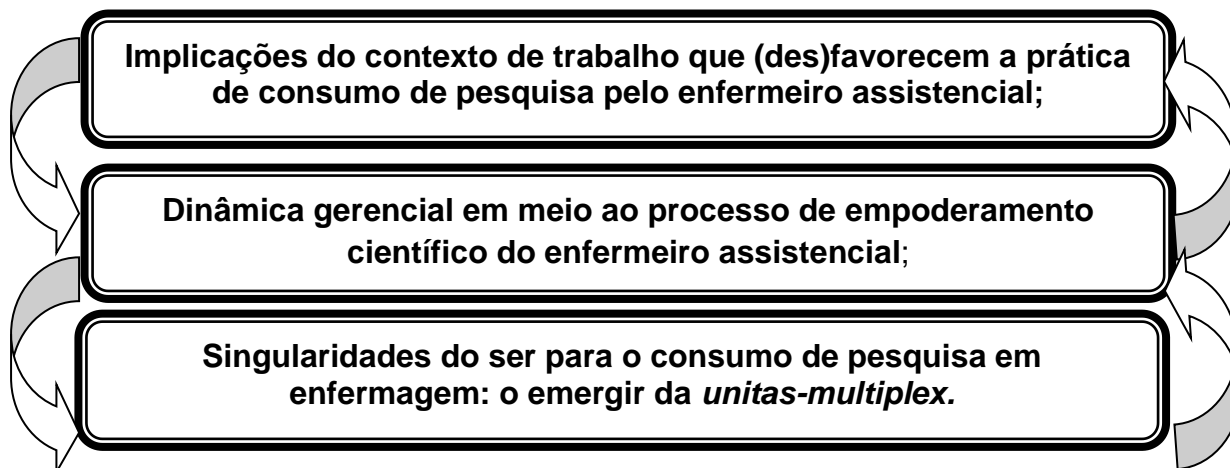 Implicações do contexto de trabalho que (des)favorecem a prática
de consumo de pesquisa pelo enfermeiro assistencial;
Dinâmica gerencial em meio ao processo de empoderamento
científico do enfermeiro assistencial;
Singularidades do ser para o consumo de pesquisa em
enfermagem: o emergir da unitas-multiplex.